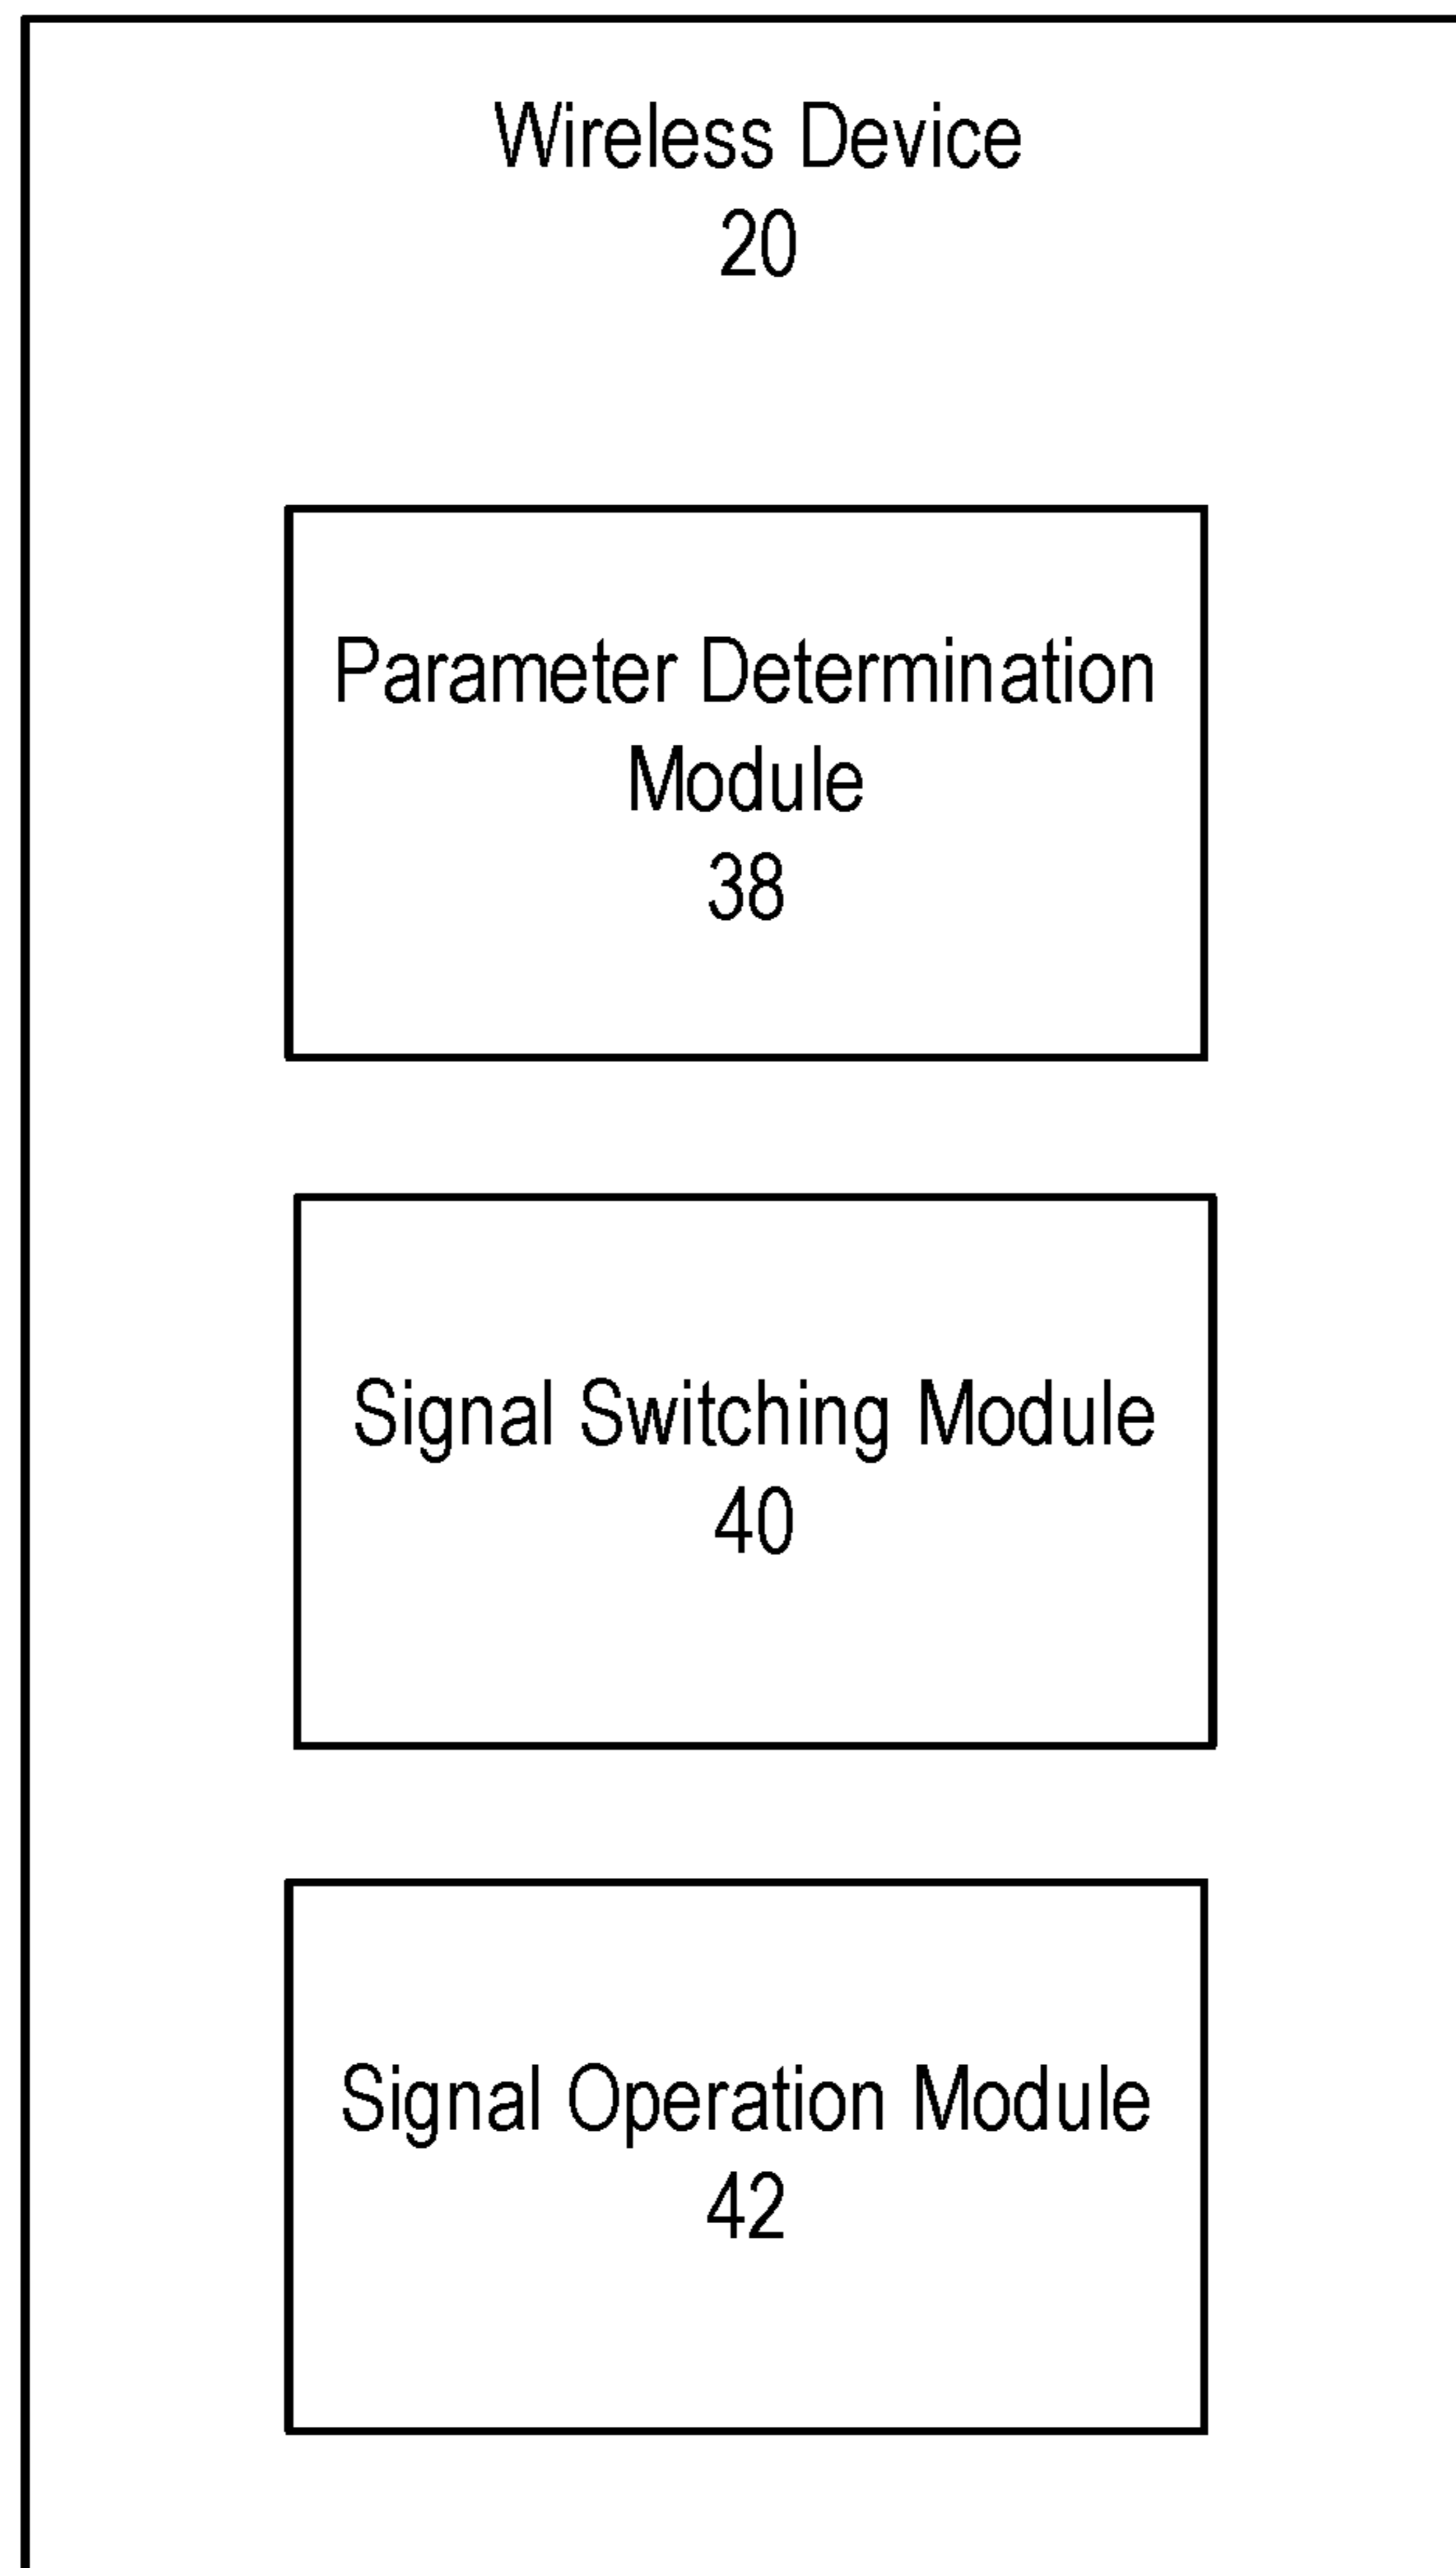 Wireless Device
20
Parameter Determination
Module
38
Signal Switching Module
40
Signal Operation Module
42